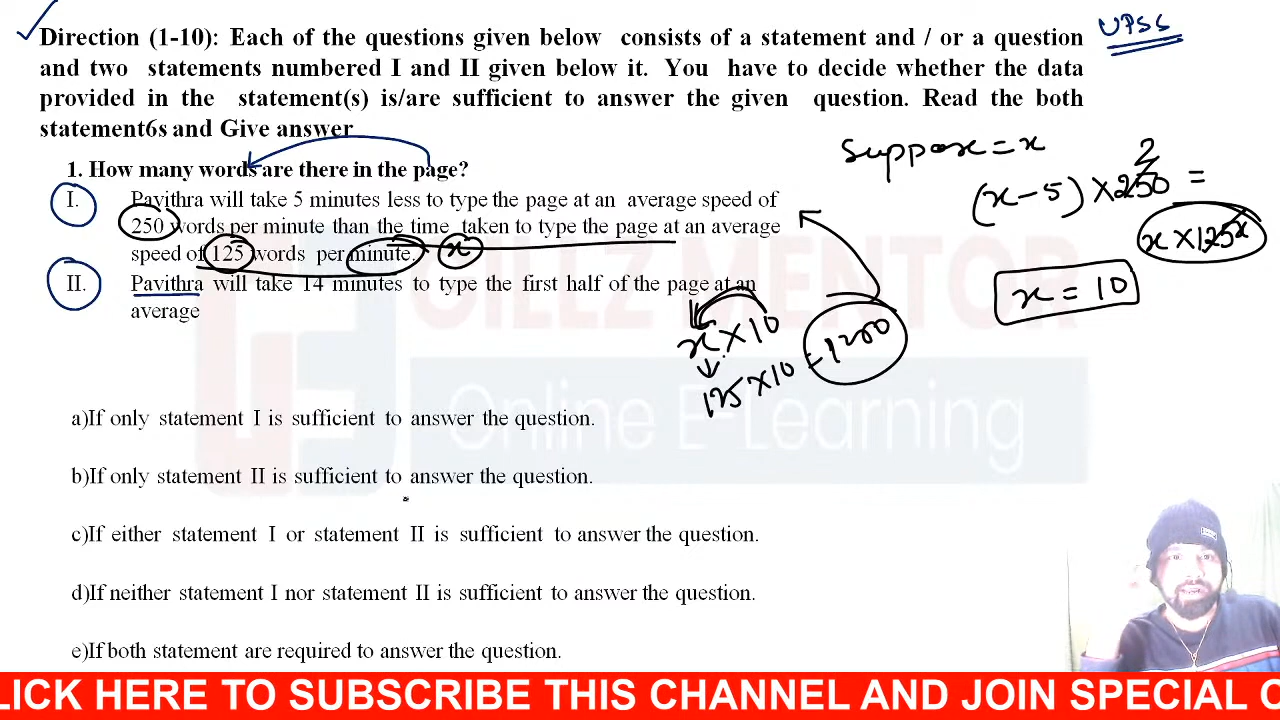 Direction (1-10): Each of the questions given below consists of a statement and / or a question
and two statements numbered I and II given below it. You have to decide whether the data
provided in the statement(s) is/are sufficient to answer the given question. Read the both
statement6s and Give answer
UPSC
1. How many words are there in the page?
I. Pavithra will take 5 minutes less to type the page at an average speed of
250 words per minute than the time taken to type the page at an average
speed of 125 words per minute. x
II. Pavithra will take 14 minutes to type the first half of the page at an
average
Suppose = x
2
(x-5) × 250 =
x × 125x
x = 10
x × 10
125 × 10 = 1250
GILLZ MENTOR
Online E-Learning
a)If only statement I is sufficient to answer the question.
b)If only statement II is sufficient to answer the question.
c)If either statement I or statement II is sufficient to answer the question.
d)If neither statement I nor statement II is sufficient to answer the question.
e)If both statement are required to answer the question.
LICK HERE TO SUBSCRIBE THIS CHANNEL AND JOIN SPECIAL C